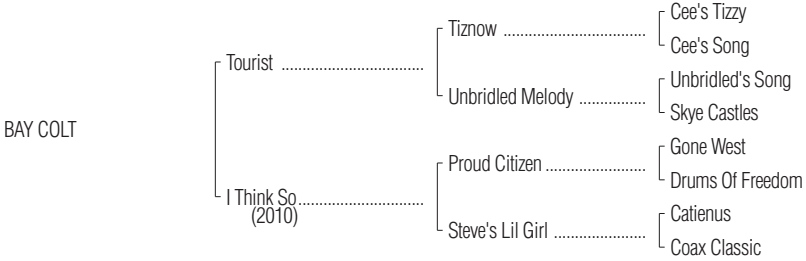 Cee's Tizzy
Tiznow ................................
Cee's Song
Tourist ................................
Unbridled's Song
Unbridled Melody ...............
Skye Castles
BAY COLT
Gone West
Proud Citizen .......................
Drums Of Freedom
I Think So............................
(2010)
Catienus
Steve's Lil Girl .....................
Coax Classic